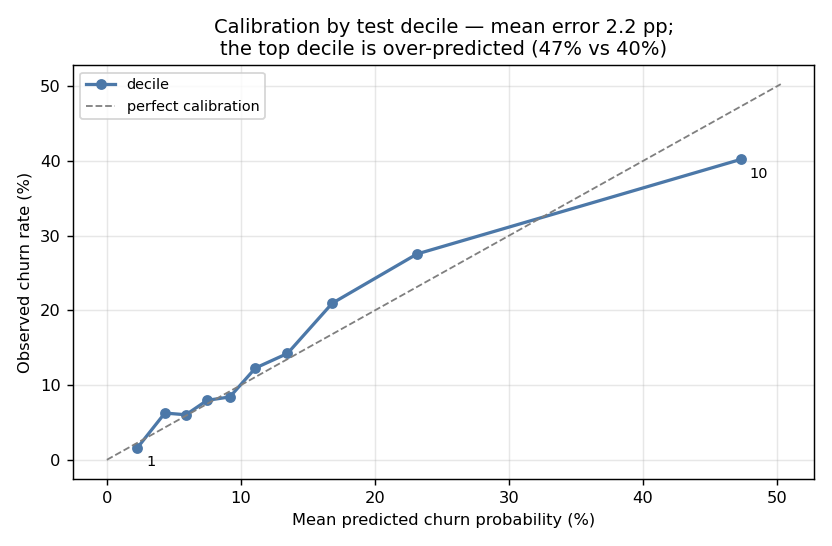 Calibration by test decile — mean error 2.2 pp;
the top decile is over-predicted (47% vs 40%)
decile
perfect calibration
Observed churn rate (%)
50
40
30
20
10
0
1
10
0
10
20
30
40
50
Mean predicted churn probability (%)